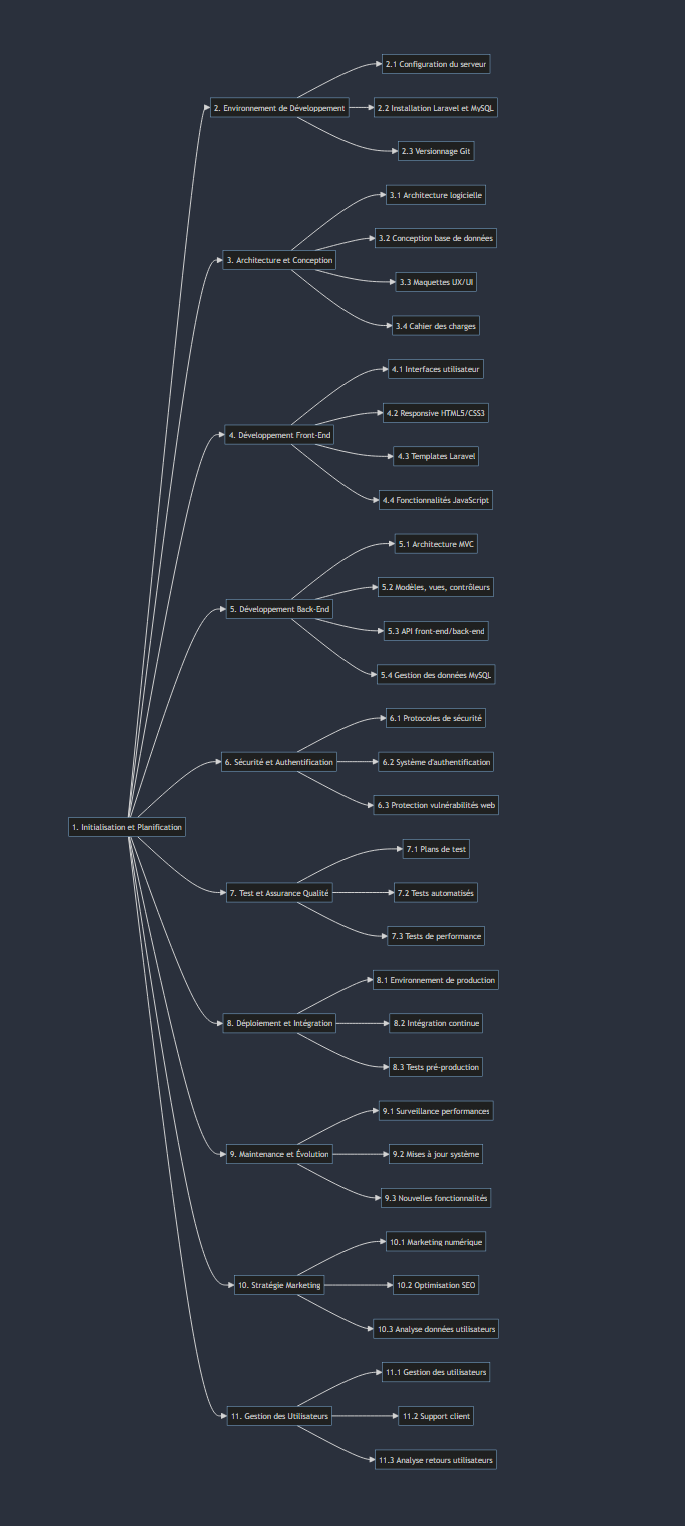 2.1 Configuration du serveur
2. Environnement de Développement
2.2 Installation Laravel et MySQL
2.3 Versionnage Git
3.1 Architecture logicielle
3.2 Conception base de données
3. Architecture et Conception
3.3 Maquettes UX/UI
3.4 Cahier des charges
4.1 Interfaces utilisateur
4.2 Responsive HTML5/CSS3
4. Développement Front-End
4.3 Templates Laravel
4.4 Fonctionnalités JavaScript
5.1 Architecture MVC
5.2 Modèles, vues, contrôleurs
5. Développement Back-End
5.3 API front-end/back-end
5.4 Gestion des données MySQL
6.1 Protocoles de sécurité
6. Sécurité et Authentification
6.2 Système d'authentification
6.3 Protection vulnérabilités web
1. Initialisation et Planification
7.1 Plans de test
7. Test et Assurance Qualité
7.2 Tests automatisés
7.3 Tests de performance
8.1 Environnement de production
8. Déploiement et Intégration
8.2 Intégration continue
8.3 Tests pré-production
9.1 Surveillance performances
9. Maintenance et Évolution
9.2 Mises à jour système
9.3 Nouvelles fonctionnalités
10.1 Marketing numérique
10. Stratégie Marketing
10.2 Optimisation SEO
10.3 Analyse données utilisateurs
11.1 Gestion des utilisateurs
11. Gestion des Utilisateurs
11.2 Support client
11.3 Analyse retours utilisateurs